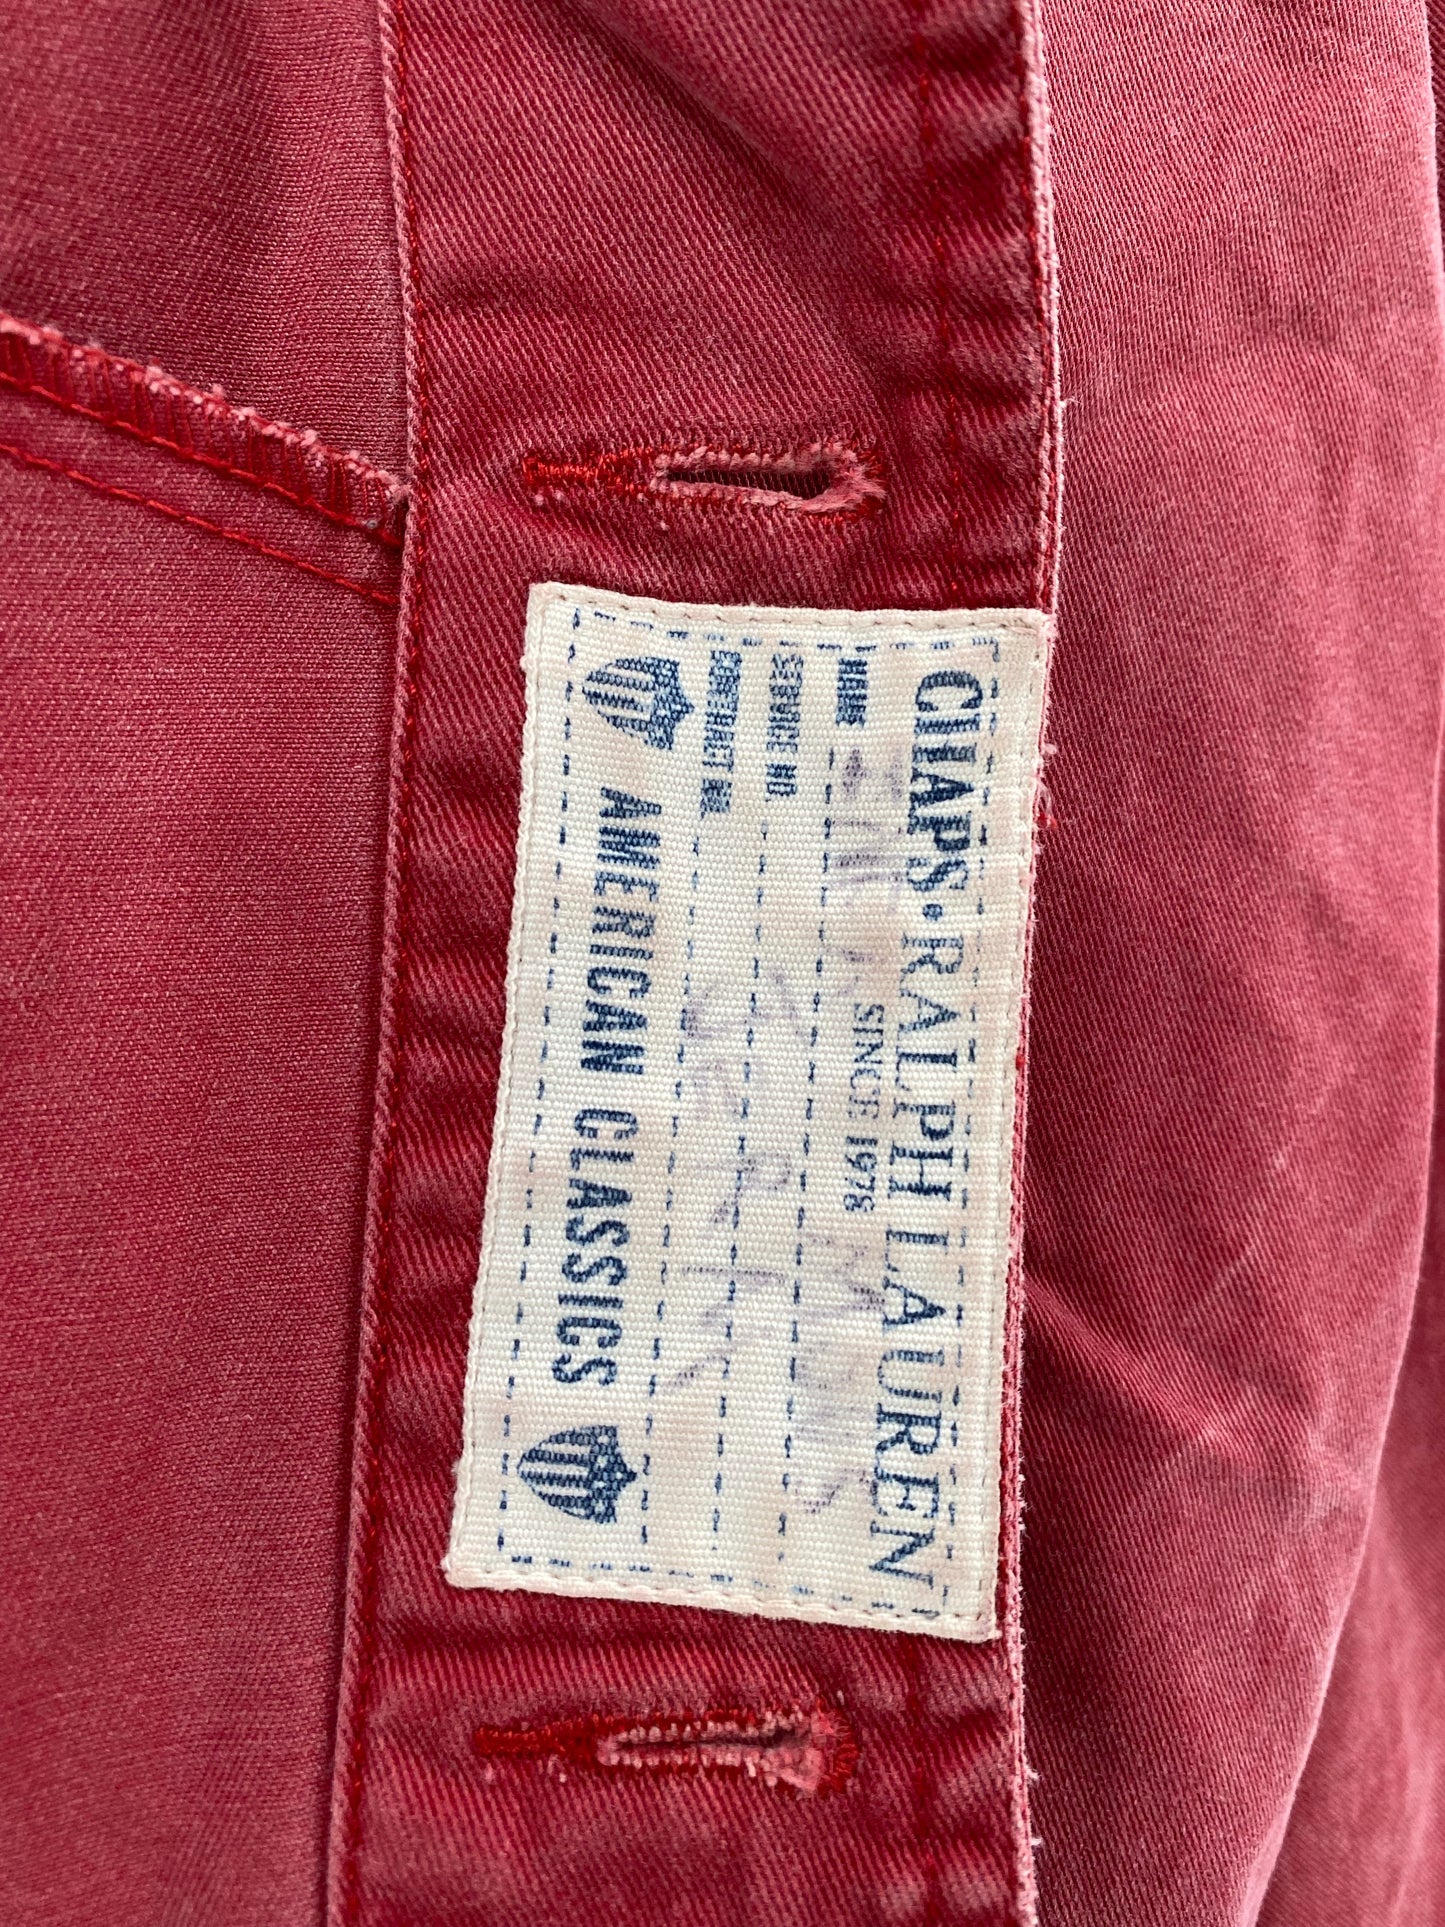 CHAPS • RALPH LAUREN
SINCE 1978
NAME
SERVICE NO.
CONTRACT NO.
AMERICAN CLASSICS